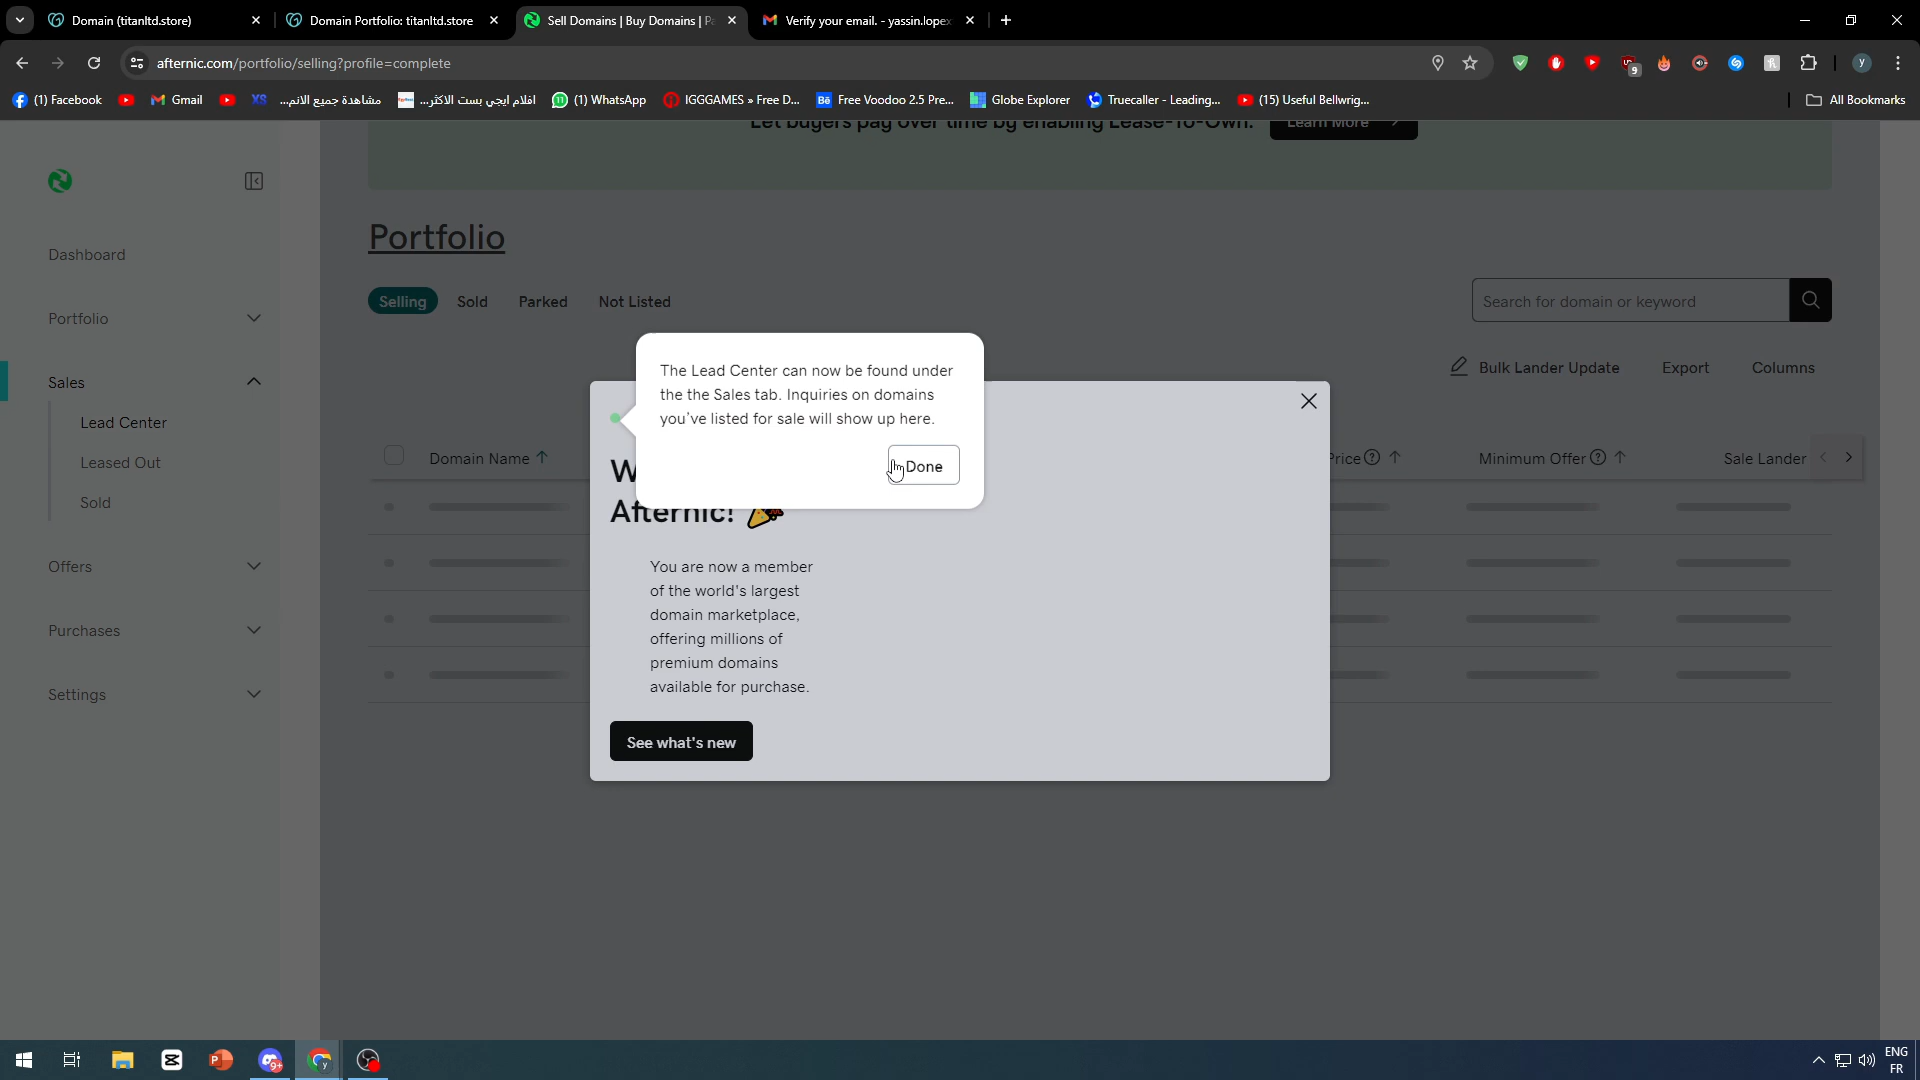 Domain (titanltd.store)
Domain Portfolio: titanltd.store
Sell Domains | Buy Domains |
Verify your email. - yassin.lopex
afternic.com/portfolio/selling?profile=complete
9
y
(1) Facebook
Gmail
XS
مشاهدة جميع الانم...
افلام ايجي بست الاكثر...
(1) WhatsApp
IGGGAMES » Free D...
Free Voodoo 2.5 Pre...
Globe Explorer
Truecaller - Leading...
(15) Useful Bellwrig...
All Bookmarks
Let buyers pay over time by enabling Lease-To-Own.
Learn More
Portfolio
Dashboard
Portfolio
Sales
Lead Center
Leased Out
Sold
Offers
Purchases
Settings
Selling
Sold
Parked
Not Listed
Search for domain or keyword
Bulk Lander Update
Export
Columns
Domain Name
Price
Minimum Offer
Sale Lander
The Lead Center can now be found under
the the Sales tab. Inquiries on domains
you've listed for sale will show up here.
Done
Afternic!
You are now a member
of the world's largest
domain marketplace,
offering millions of
premium domains
available for purchase.
See what's new
9+
ENG
FR